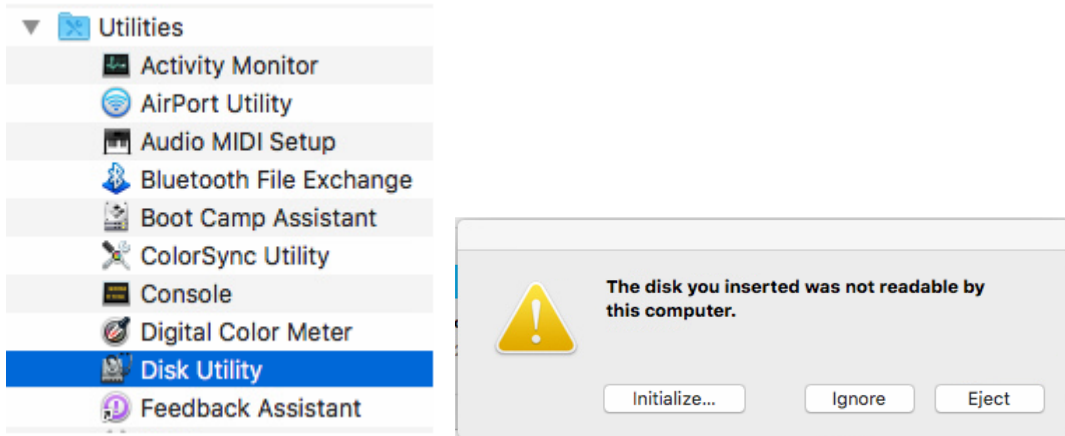 Utilities
Activity Monitor
AirPort Utility
Audio MIDI Setup
Bluetooth File Exchange
Boot Camp Assistant
ColorSync Utility
Console
Digital Color Meter
Disk Utility
Feedback Assistant
The disk you inserted was not readable by
this computer.
Initialize... Ignore Eject